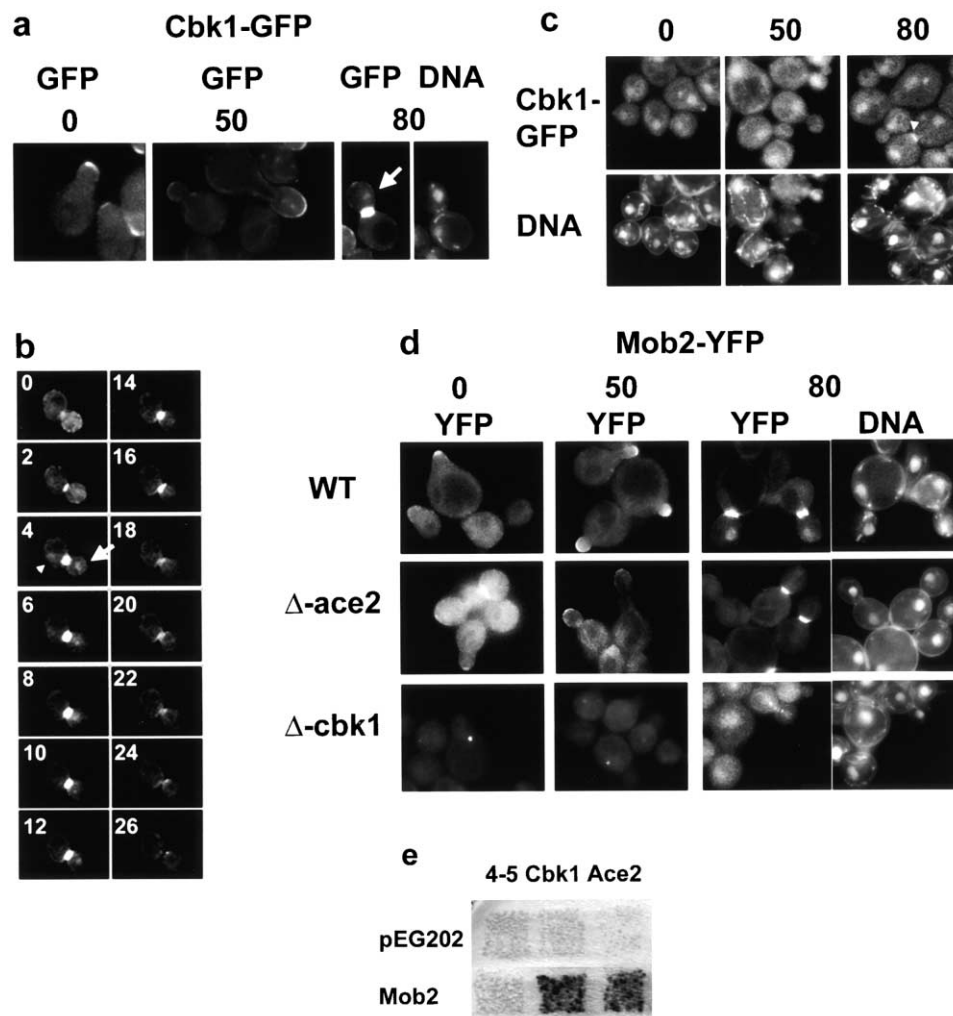 a
Cbk1-GFP
GFP GFP GFP DNA
0 50 80
b
0 14
2 16
4 18
6 20
8 22
10 24
12 26
c
0 50 80
Cbk1-
GFP
DNA
d
Mob2-YFP
0 50 80
YFP YFP YFP DNA
WT
Δ-ace2
Δ-cbk1
e
4-5 Cbk1 Ace2
pEG202
Mob2